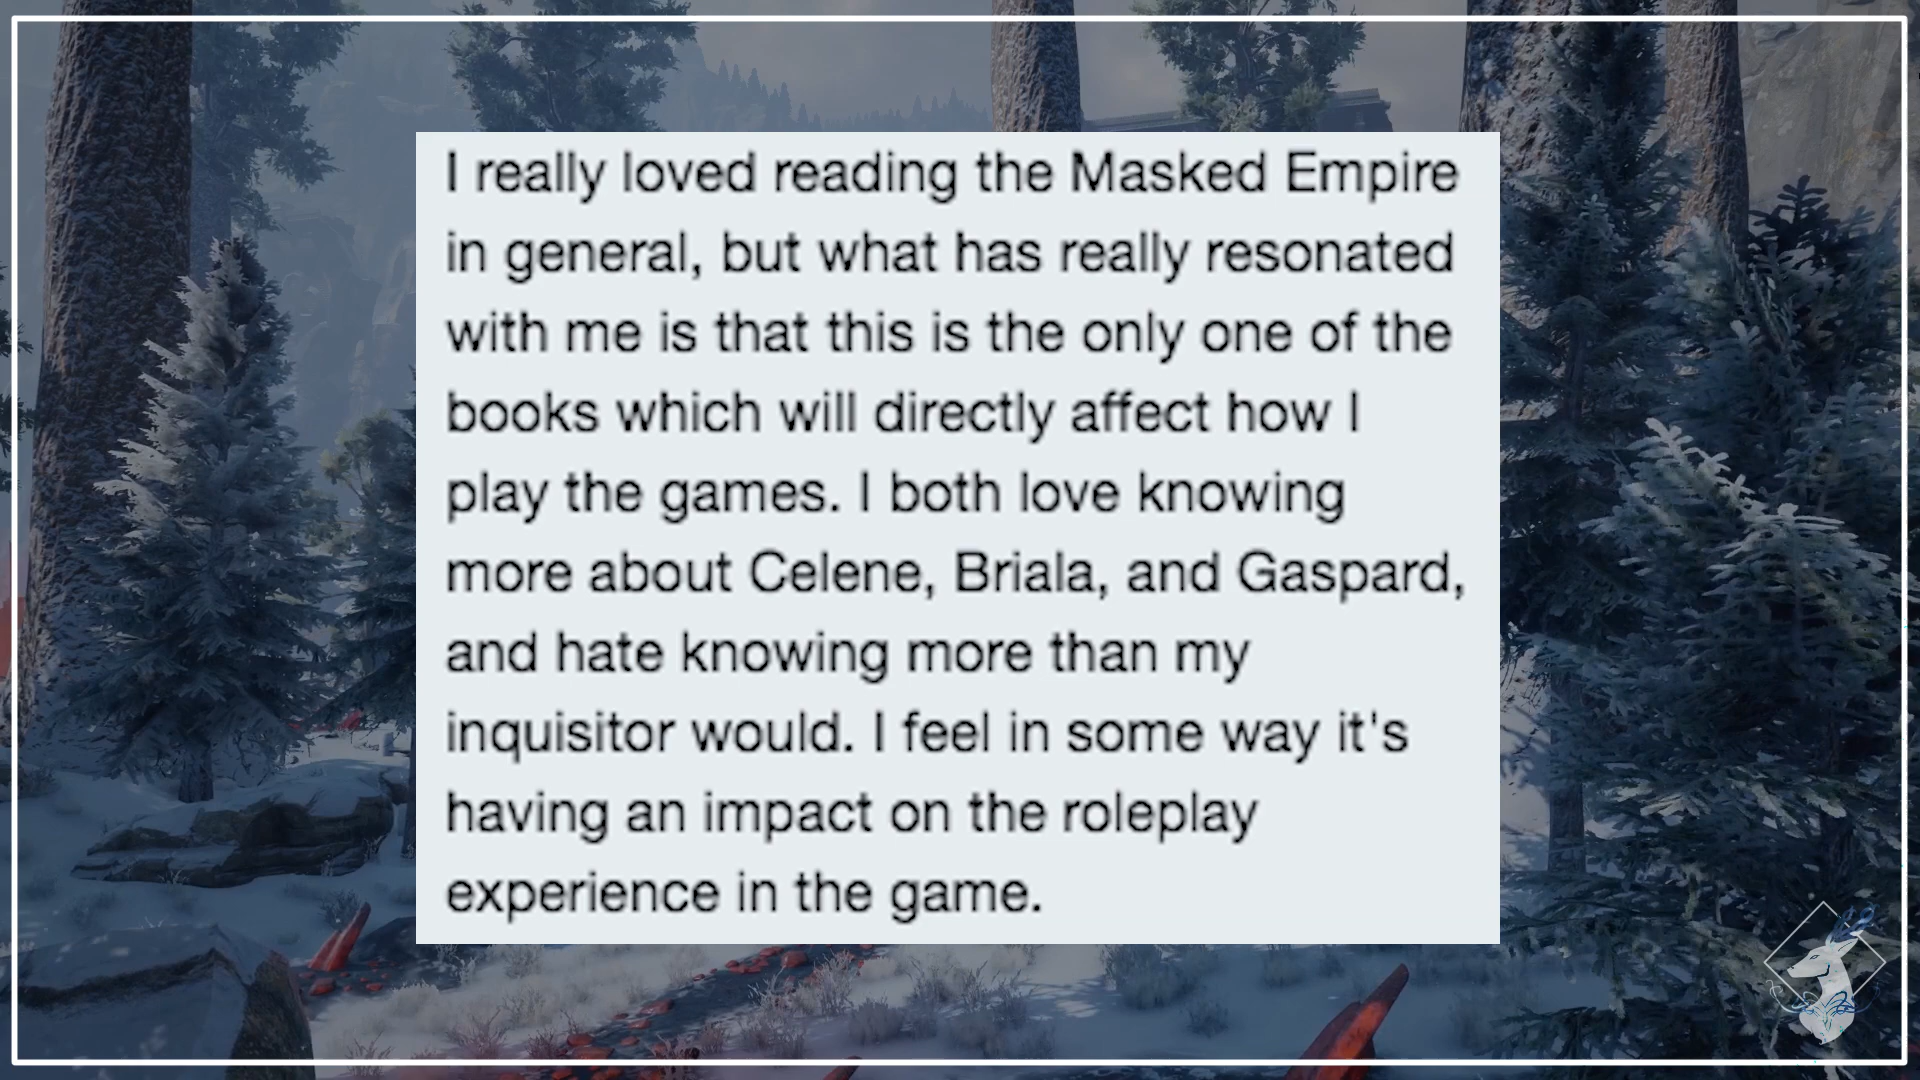 I really loved reading the Masked Empire
in general, but what has really resonated
with me is that this is the only one of the
books which will directly affect how I
play the games. I both love knowing
more about Celene, Briala, and Gaspard,
and hate knowing more than my
inquisitor would. I feel in some way it's
having an impact on the roleplay
experience in the game.